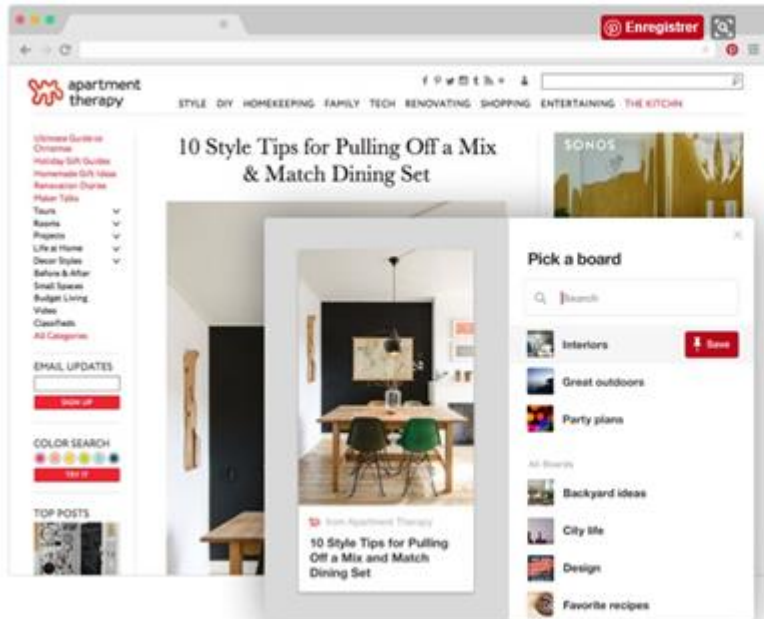 Enregistrer
apartment
therapy
STYLE DIY HOMEKEEPING FAMILY TECH RENOVATING SHOPPING ENTERTAINING THE KITCHN
Ultimate Guide to
Christmas
Holiday Gift Guides
Homemade Gift Ideas
Renovation Diaries
Maker Talks
Tours
Rooms
Projects
Life at Home
Decor Styles
Before & After
Small Spaces
Budget Living
Video
Classifieds
All Categories
EMAIL UPDATES
SIGN UP
COLOR SEARCH
TRY IT
TOP POSTS
10 Style Tips for Pulling Off a Mix
& Match Dining Set
SONOS
from Apartment Therapy
10 Style Tips for Pulling
Off a Mix and Match
Dining Set
Pick a board
Search
Interiors
Save
Great outdoors
Party plans
All Boards
Backyard ideas
City life
Design
Favorite recipes